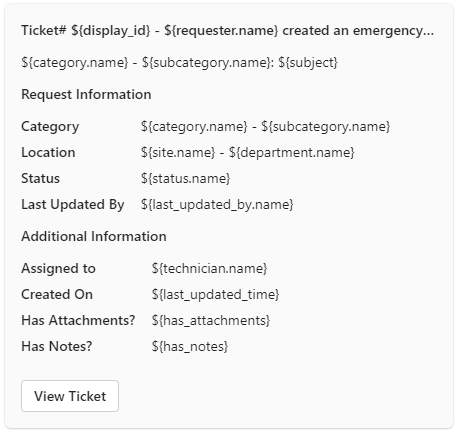 Ticket# ${display_id} - ${requester.name} created an emergency...
${category.name} - ${subcategory.name}: ${subject}
Request Information
Category ${category.name} - ${subcategory.name}
Location ${site.name} - ${department.name}
Status ${status.name}
Last Updated By ${last_updated_by.name}
Additional Information
Assigned to ${technician.name}
Created On ${last_updated_time}
Has Attachments? ${has_attachments}
Has Notes? ${has_notes}
View Ticket